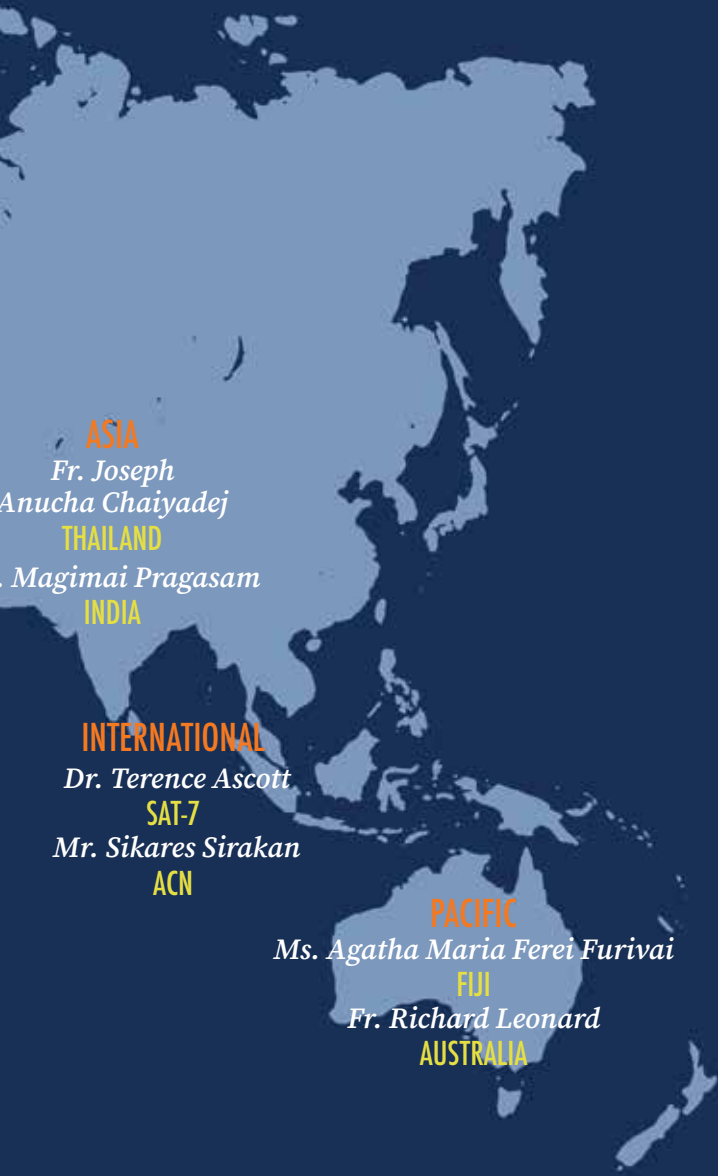 ASIA
Fr. Joseph
Anucha Chaiyadej
THAILAND
. Magimai Pragasam
INDIA
INTERNATIONAL
Dr. Terence Ascott
SAT-7
Mr. Sikares Sirakan
ACN
PACIFIC
Ms. Agatha Maria Ferei Furivai
FIJI
Fr. Richard Leonard
AUSTRALIA